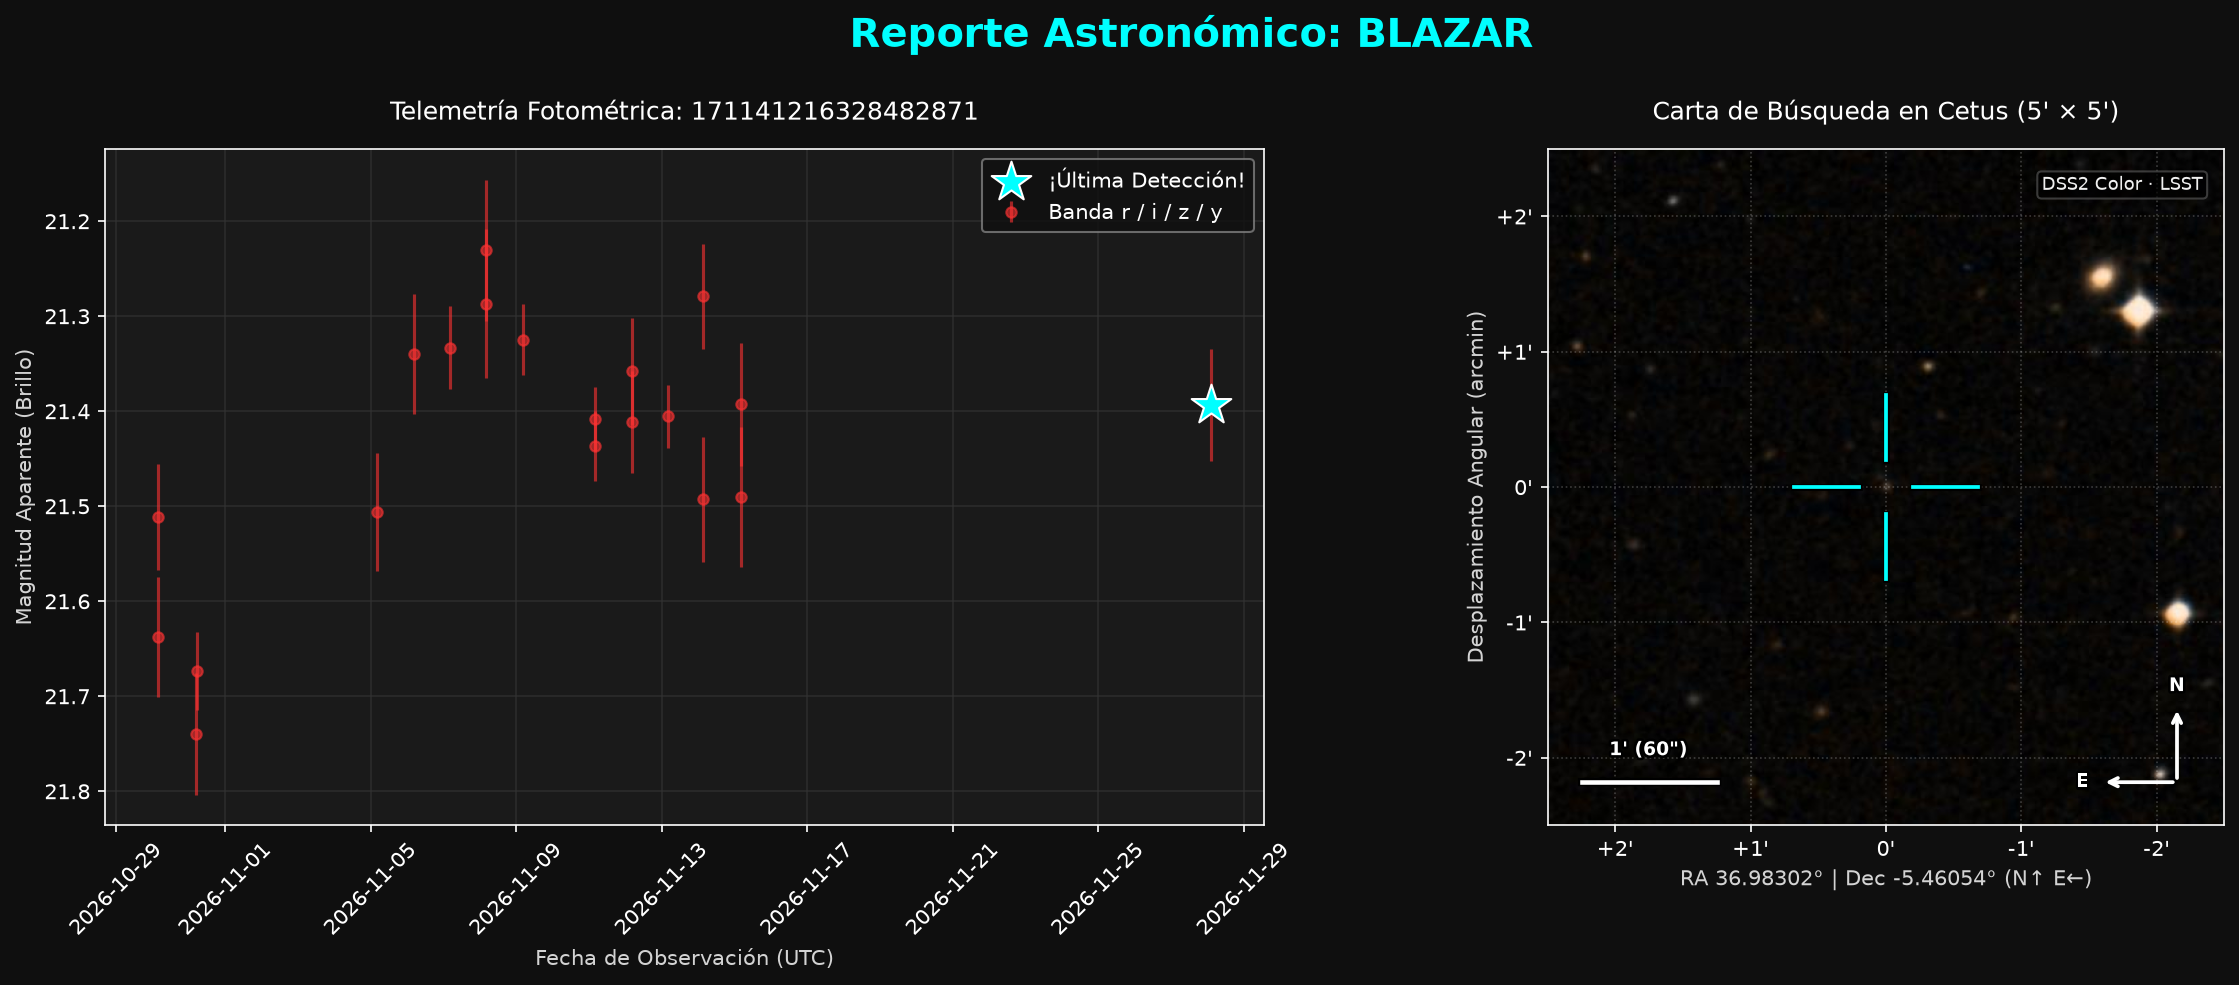 Reporte Astronómico: BLAZAR
Telemetría Fotométrica: 171141216328482871
Magnitud Aparente (Brillo)
21.2
21.3
21.4
21.5
21.6
21.7
21.8
¡Última Detección!
Banda r / i / z / y
2026-10-29
2026-11-01
2026-11-05
2026-11-09
2026-11-13
2026-11-17
2026-11-21
2026-11-25
2026-11-29
Fecha de Observación (UTC)
Carta de Búsqueda en Cetus (5' × 5')
Desplazamiento Angular (arcmin)
+2'
+1'
0'
-1'
-2'
DSS2 Color · LSST
N
E
1' (60")
+2'
+1'
0'
-1'
-2'
RA 36.98302° | Dec -5.46054° (N↑ E←)